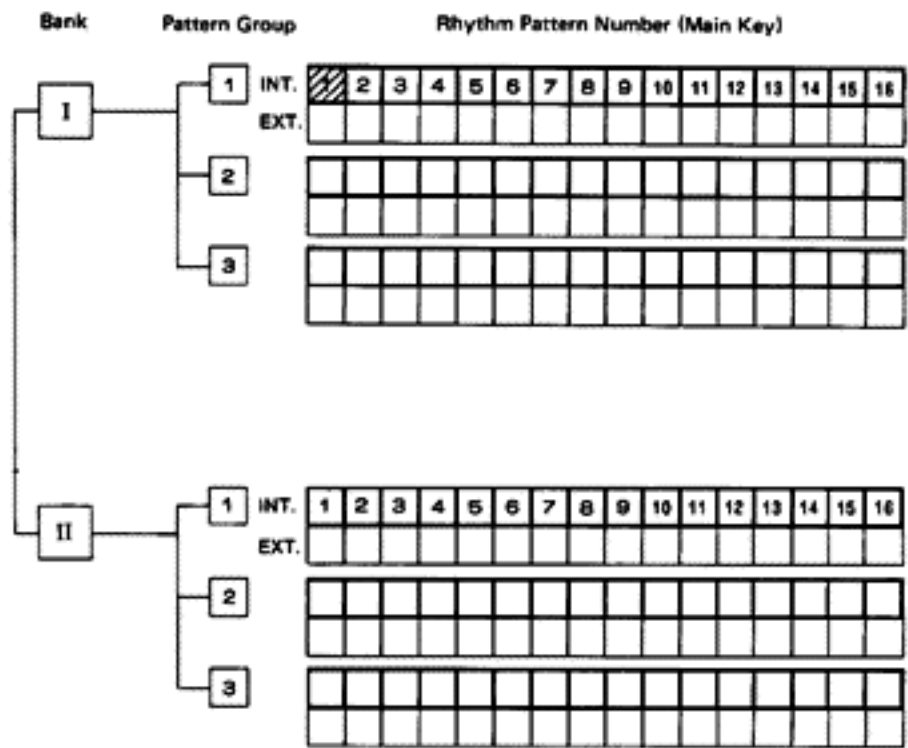 Bank Pattern Group Rhythm Pattern Number (Main Key)
I 1 INT. 1 2 3 4 5 6 7 8 9 10 11 12 13 14 15 16
EXT.
2
3
II 1 INT. 1 2 3 4 5 6 7 8 9 10 11 12 13 14 15 16
EXT.
2
3